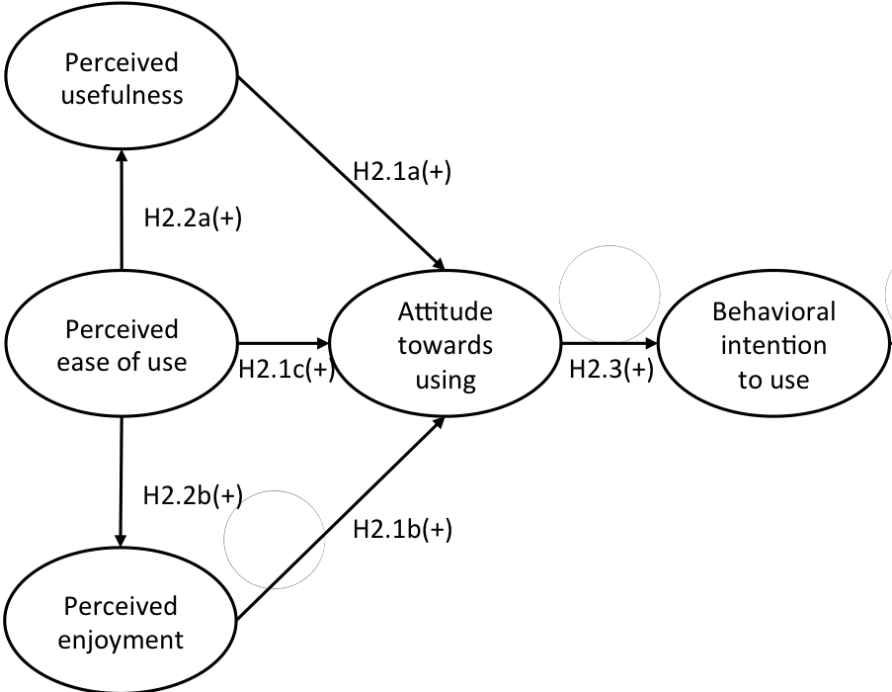 Perceived
usefulness
H2.1a(+)
H2.2a(+)
Perceived
ease of use
H2.1c(+)
Attitude
towards
using
H2.3(+)
Behavioral
intention
to use
H2.2b(+)
H2.1b(+)
Perceived
enjoyment